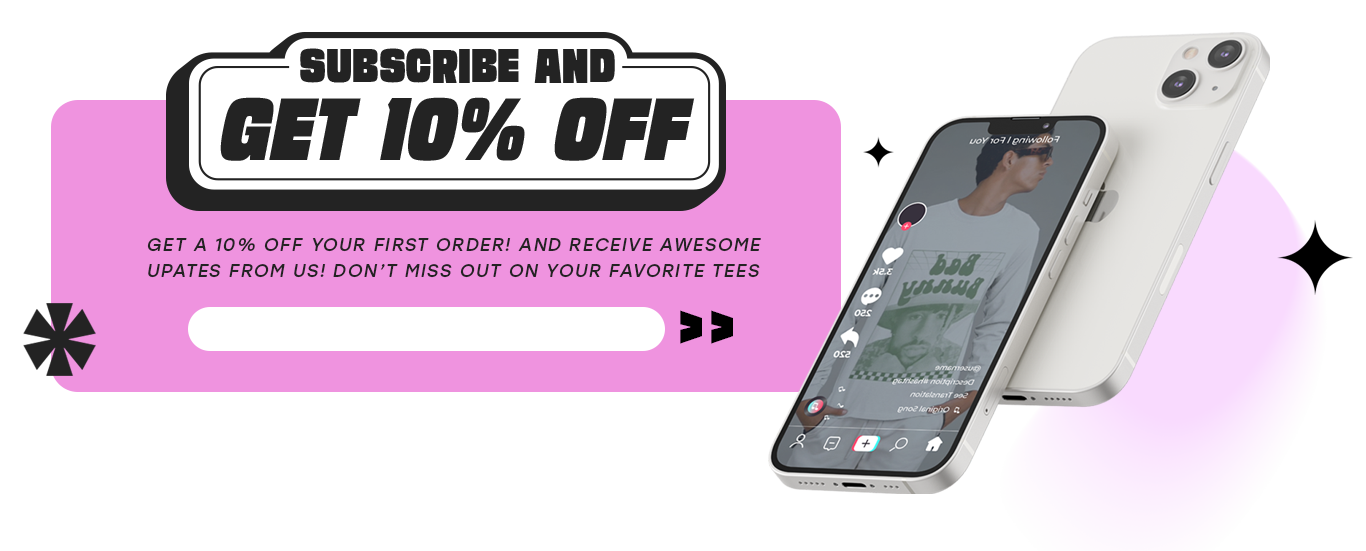 SUBSCRIBE AND
GET 10% OFF
GET A 10% OFF YOUR FIRST ORDER! AND RECEIVE AWESOME
UPATES FROM US! DON'T MISS OUT ON YOUR FAVORITE TEES
Following | For You
Bad
Bunny
3.5k
250
520
@username
Description #hashtag
See Translation
Original Song